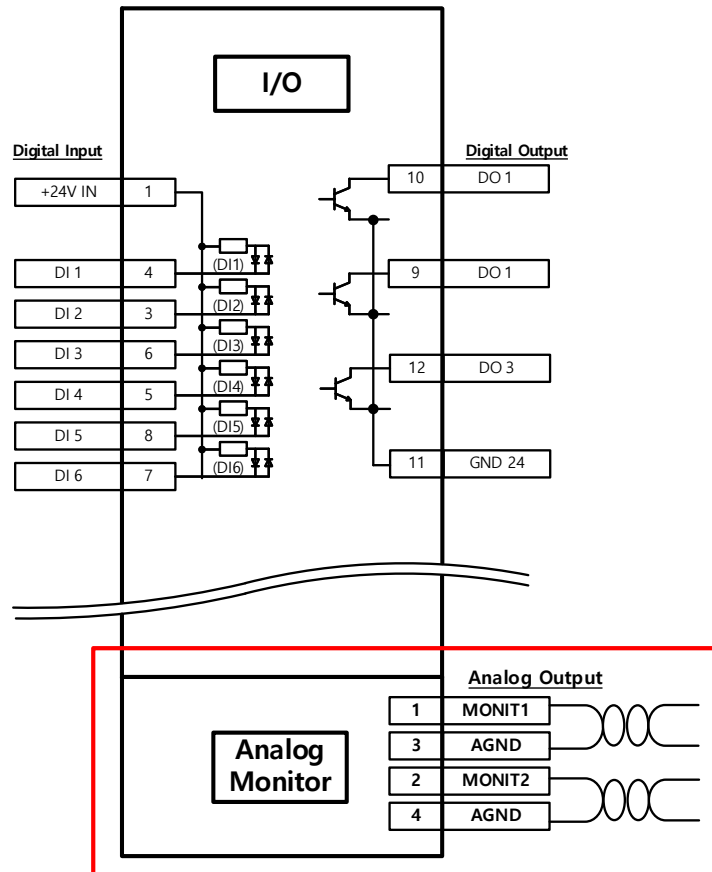 I/O
Digital Input
Digital Output
+24V IN 1
10 DO 1
(DI1)
DI 1 4
9 DO 1
(DI2)
DI 2 3
(DI3)
DI 3 6
12 DO 3
(DI4)
DI 4 5
(DI5)
DI 5 8
(DI6)
11 GND 24
DI 6 7
Analog Output
1 MONIT1
Analog
Monitor
3 AGND
2 MONIT2
4 AGND